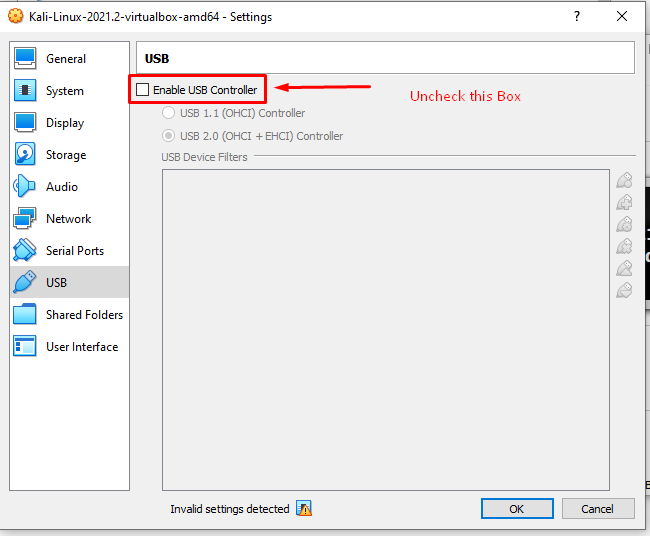 Kali-Linux-2021.2-virtualbox-amd64 - Settings
?
General
System
Display
Storage
Audio
Network
Serial Ports
USB
Shared Folders
User Interface
USB
Enable USB Controller
Uncheck this Box
USB 1.1 (OHCI) Controller
USB 2.0 (OHCI + EHCI) Controller
USB Device Filters
Invalid settings detected
OK
Cancel